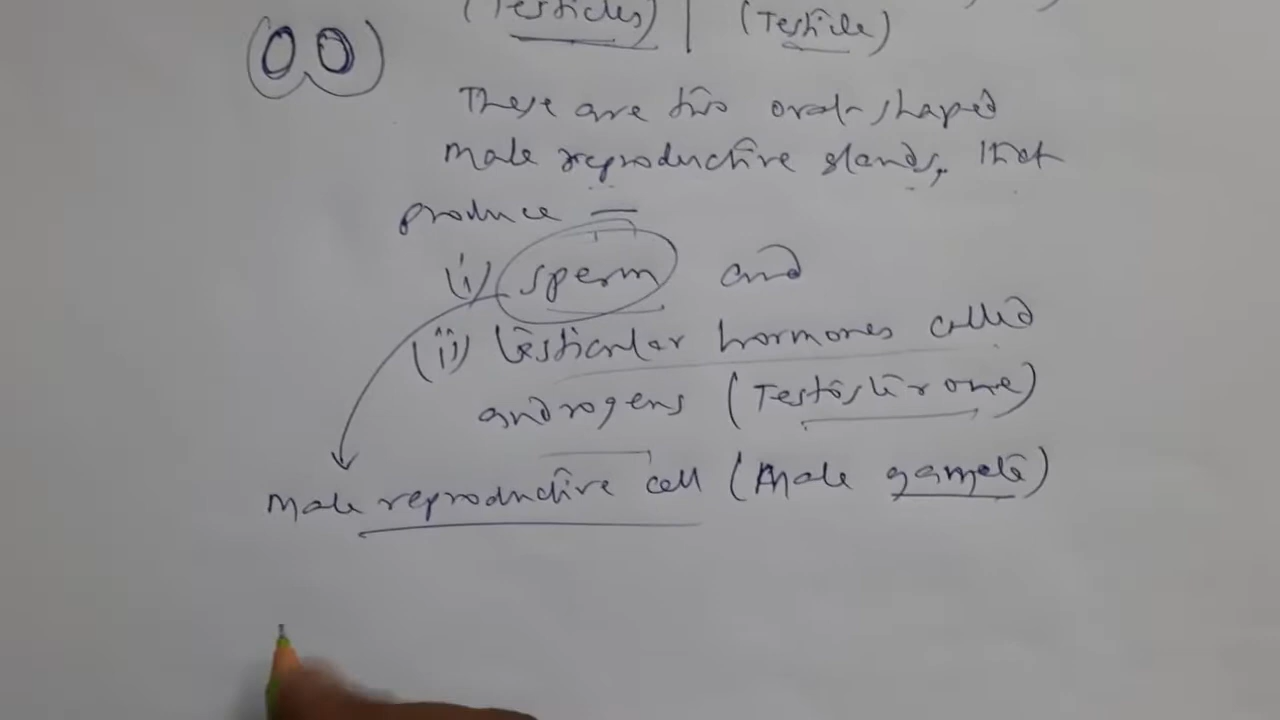 (Testicles) | (Testicle)
These are two oval-shaped
male reproductive glands, that
produce =
(i) sperm and
(ii) testicular hormones called
androgens (Testosterone)
Male reproductive cell (Male gamete)